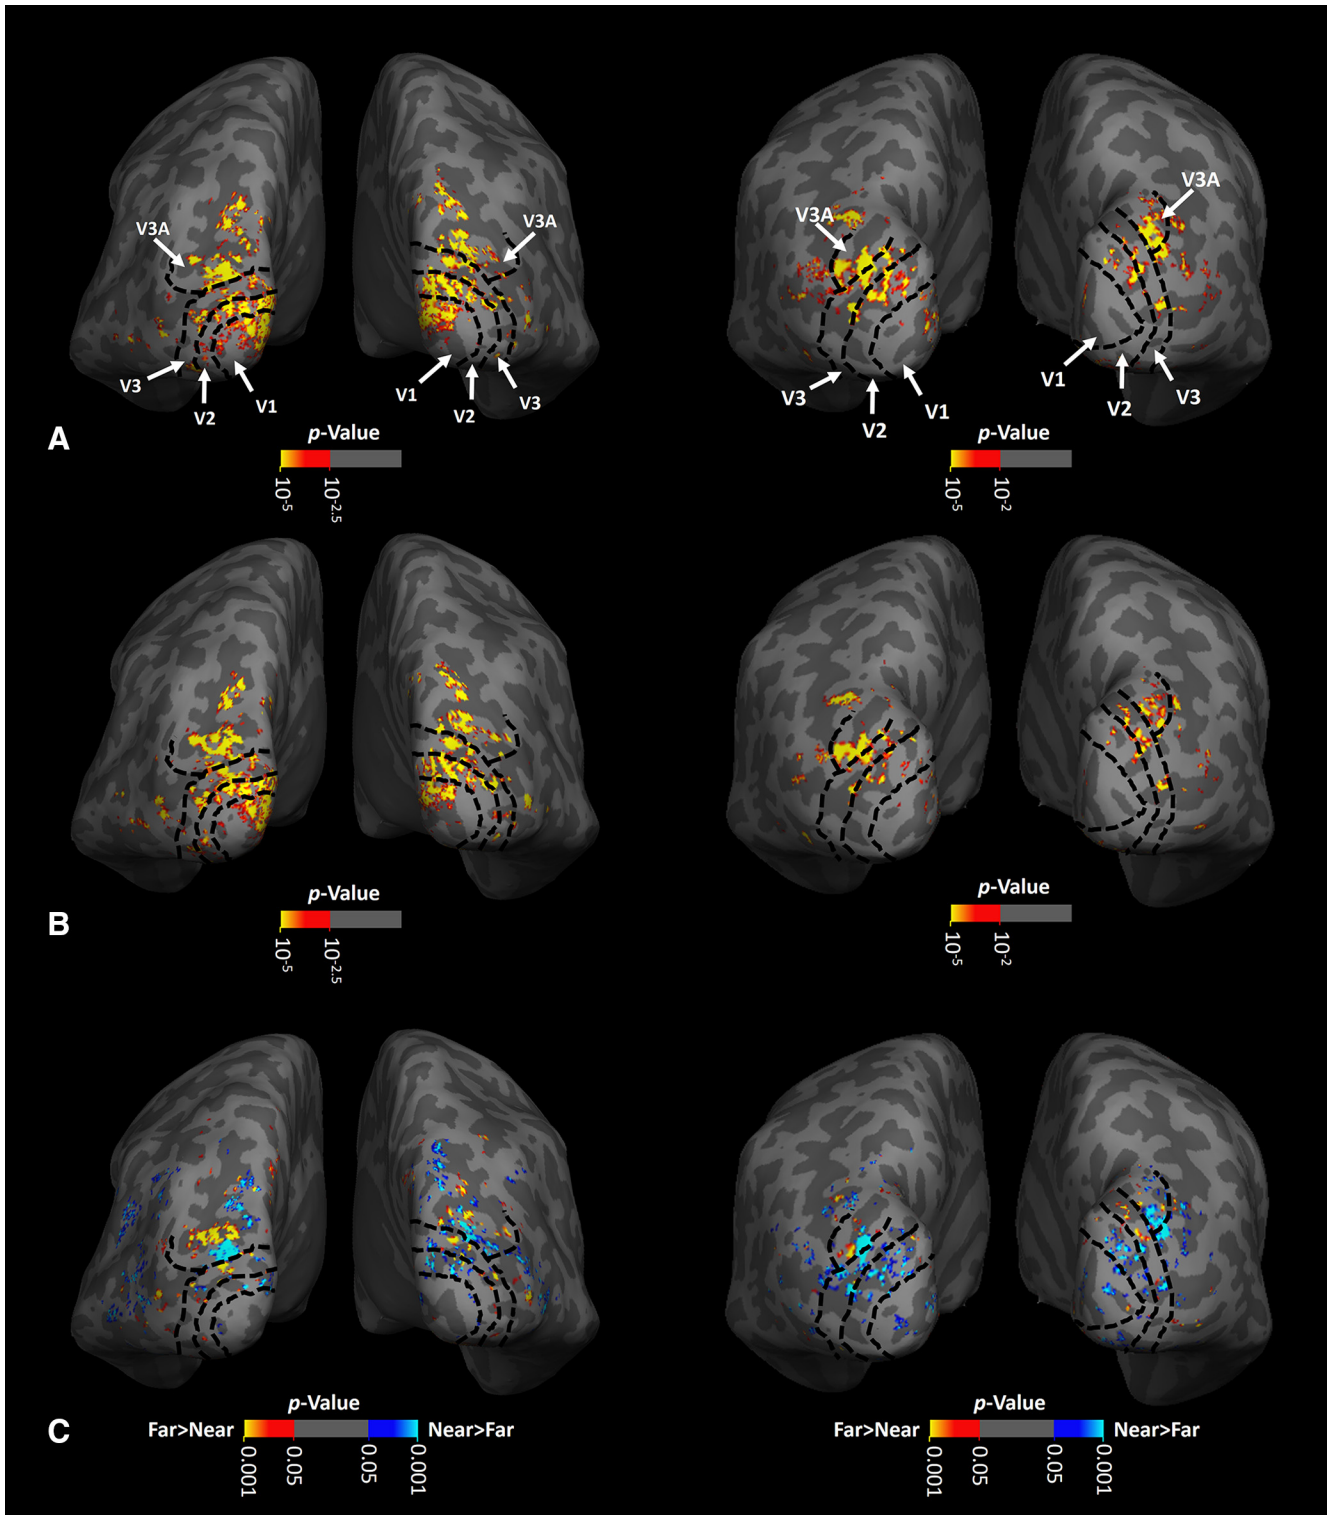 V3A
V3A
V3
V2
V1
V1
V2
V3
V3A
V3A
V3
V2
V1
V1
V2
V3
A
p-Value
10-5
10-2.5
p-Value
10-5
10-2
B
p-Value
10-5
10-2.5
p-Value
10-5
10-2
C
p-Value
Far>Near
Near>Far
0.001
0.05
0.05
0.001
p-Value
Far>Near
Near>Far
0.001
0.05
0.05
0.001